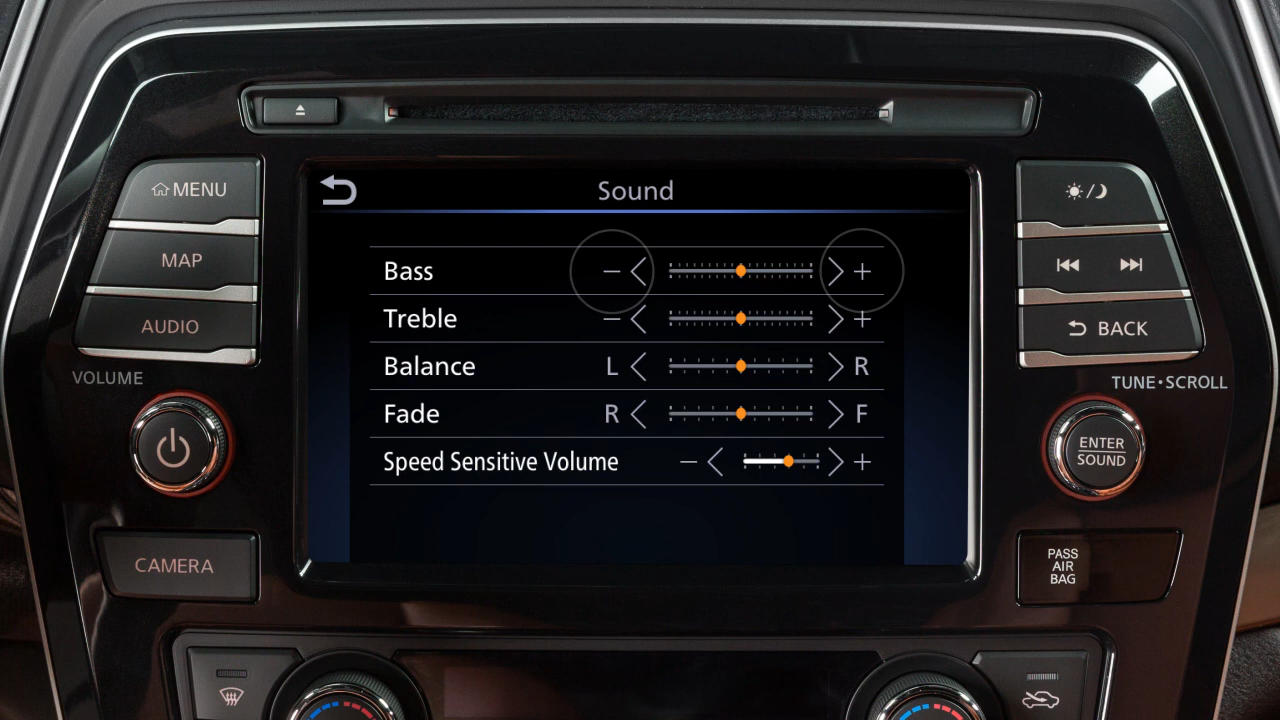 MENU
MAP
AUDIO
VOLUME
CAMERA
Sound
Bass − +
Treble − +
Balance L R
Fade R F
Speed Sensitive Volume − +
BACK
TUNE•SCROLL
ENTER
SOUND
PASS
AIR
BAG